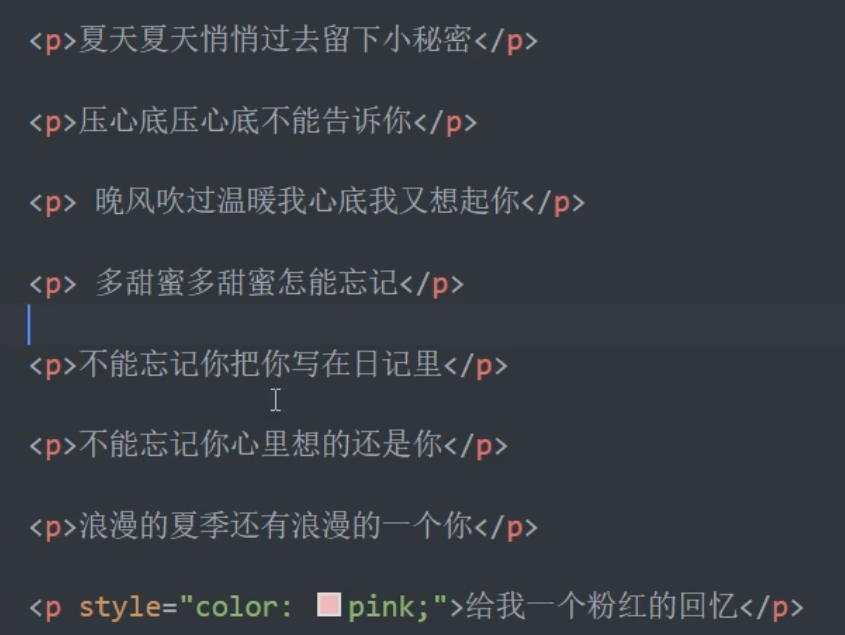 <p>夏天夏天悄悄过去留下小秘密</p>
<p>压心底压心底不能告诉你</p>
<p> 晚风吹过温暖我心底我又想起你</p>
<p> 多甜蜜多甜蜜怎能忘记</p>
<p>不能忘记你把你写在日记里</p>
<p>不能忘记你心里想的还是你</p>
<p>浪漫的夏季还有浪漫的一个你</p>
<p style="color: pink;">给我一个粉红的回忆</p>